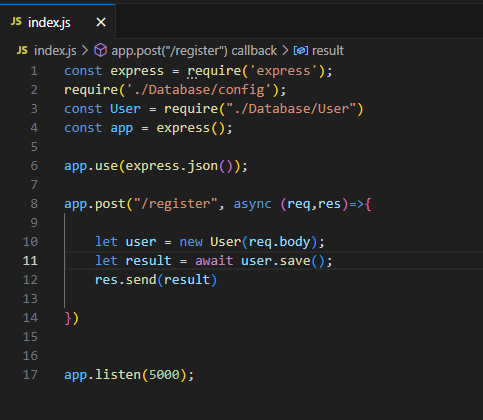 JS index.js ×
JS index.js > app.post("/register") callback > result
1 const express = require('express');
2 require('./Database/config');
3 const User = require("./Database/User")
4 const app = express();
5
6 app.use(express.json());
7
8 app.post("/register", async (req,res)=>{
9
10 let user = new User(req.body);
11 let result = await user.save();
12 res.send(result)
13
14 })
15
16
17 app.listen(5000);